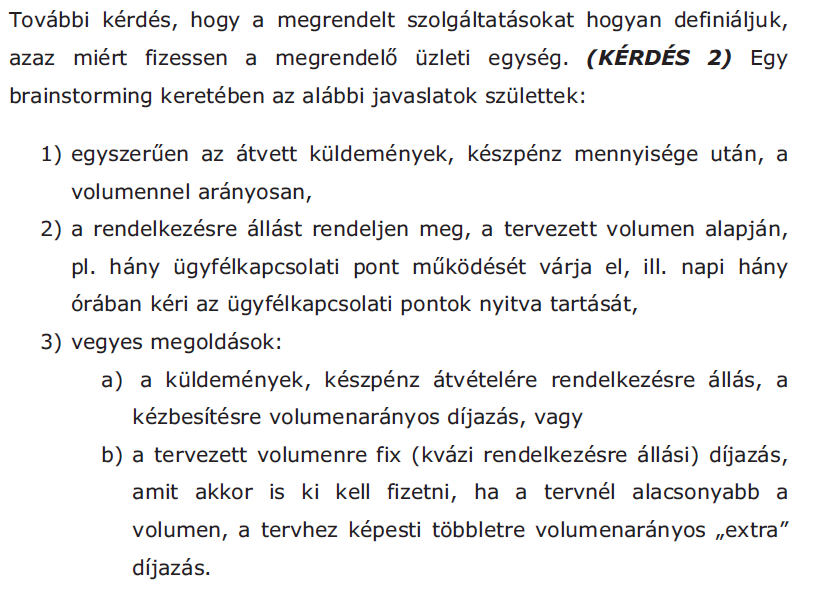 További kérdés, hogy a megrendelt szolgáltatásokat hogyan definiáljuk,
azaz miért fizessen a megrendelő üzleti egység. (KÉRDÉS 2) Egy
brainstorming keretében az alábbi javaslatok születtek:
1) egyszerűen az átvett küldemények, készpénz mennyisége után, a
volumennel arányosan,
2) a rendelkezésre állást rendeljen meg, a tervezett volumen alapján,
pl. hány ügyfélkapcsolati pont működését várja el, ill. napi hány
órában kéri az ügyfélkapcsolati pontok nyitva tartását,
3) vegyes megoldások:
a) a küldemények, készpénz átvételére rendelkezésre állás, a
kézbesítésre volumenarányos díjazás, vagy
b) a tervezett volumenre fix (kvázi rendelkezésre állási) díjazás,
amit akkor is ki kell fizetni, ha a tervnél alacsonyabb a
volumen, a tervhez képesti többletre volumenarányos „extra”
díjazás.